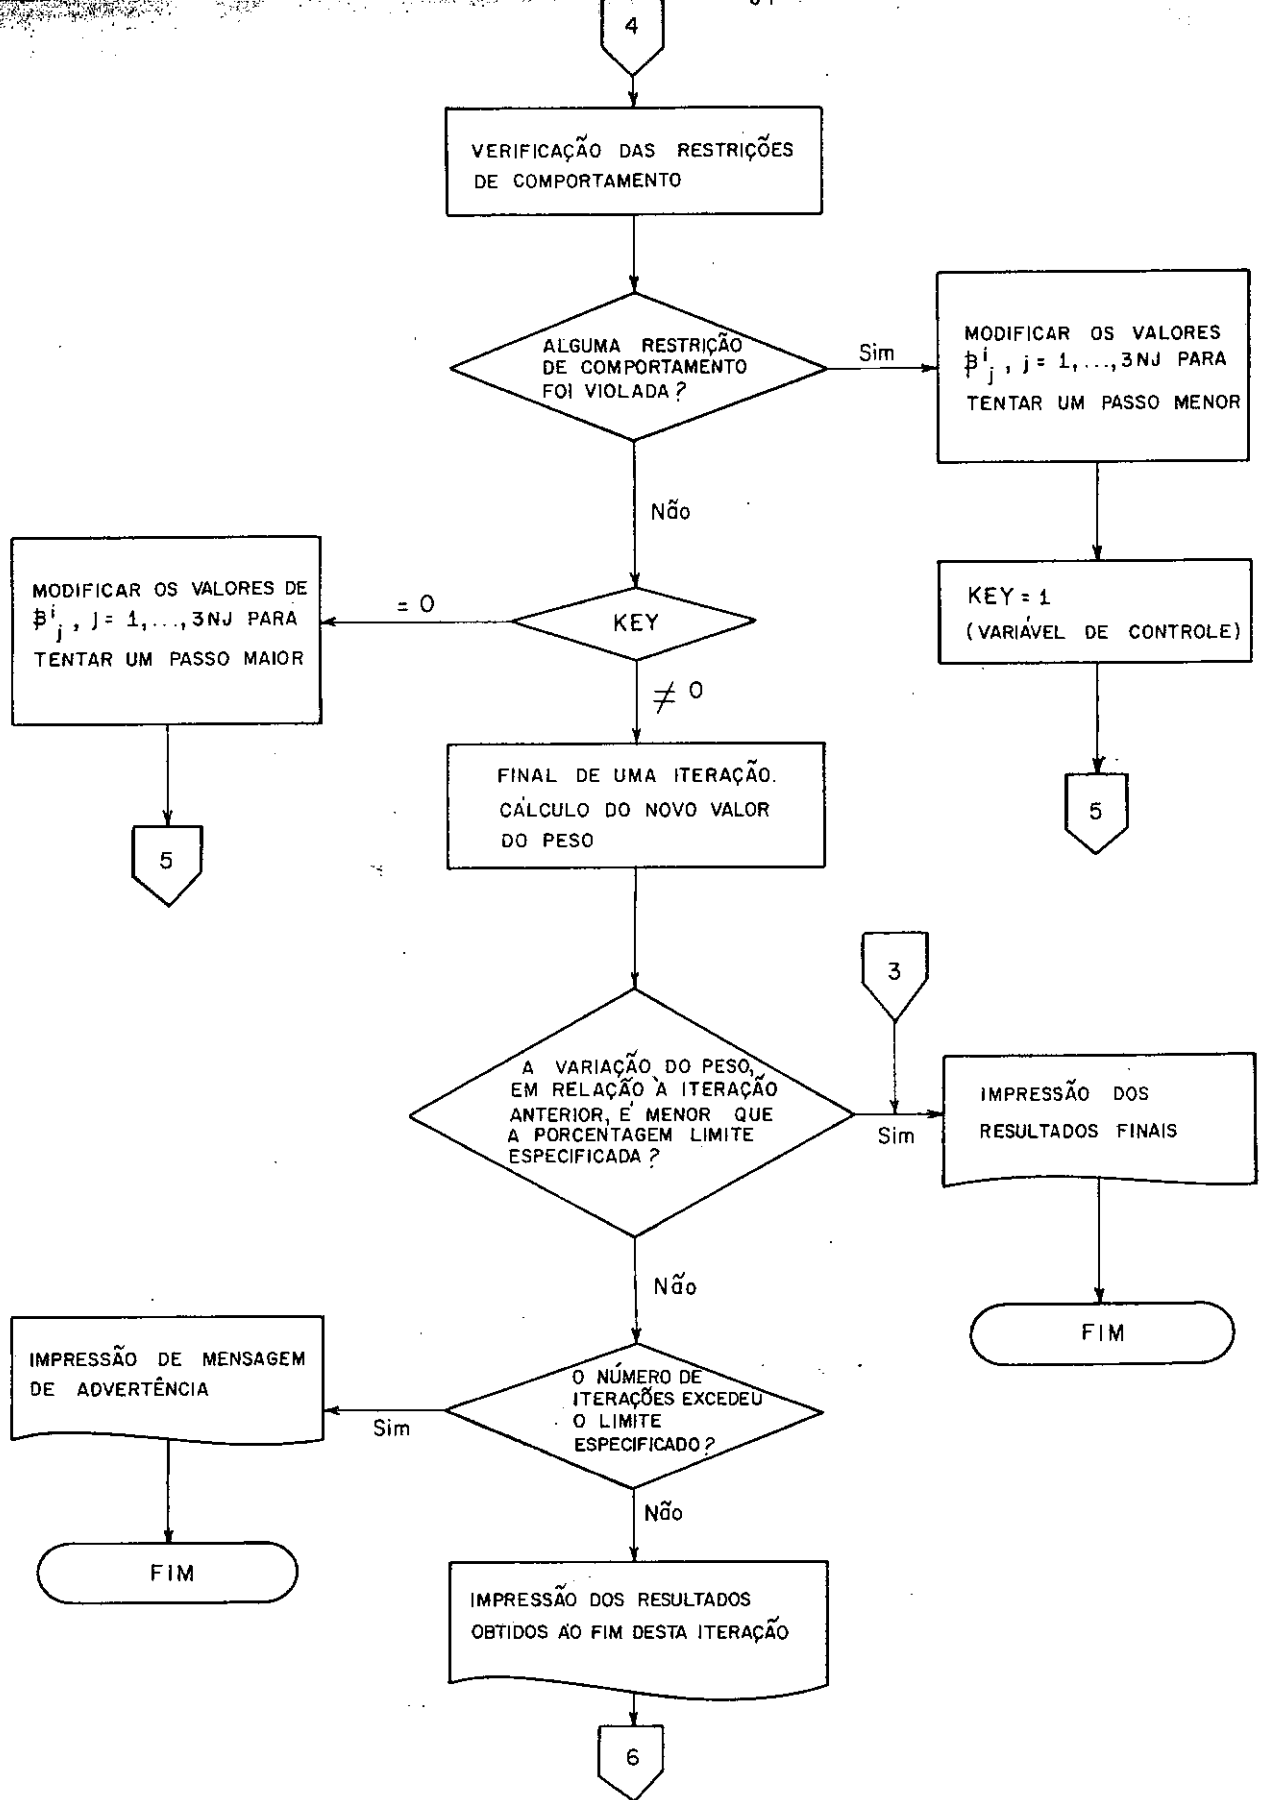 4
VERIFICAÇÃO DAS RESTRIÇÕES
DE COMPORTAMENTO
ALGUMA RESTRIÇÃO
DE COMPORTAMENTO
FOI VIOLADA?
Sim
MODIFICAR OS VALORES
β^i_j, j = 1,...,3NJ PARA
TENTAR UM PASSO MENOR
Não
KEY = 1
(VARIÁVEL DE CONTROLE)
5
KEY
= 0
MODIFICAR OS VALORES DE
β^i_j, j = 1,...,3NJ PARA
TENTAR UM PASSO MAIOR
5
≠ 0
FINAL DE UMA ITERAÇÃO.
CÁLCULO DO NOVO VALOR
DO PESO
3
A VARIAÇÃO DO PESO,
EM RELAÇÃO À ITERAÇÃO
ANTERIOR, É MENOR QUE
A PORCENTAGEM LIMITE
ESPECIFICADA?
Sim
IMPRESSÃO DOS
RESULTADOS FINAIS
FIM
Não
O NÚMERO DE
ITERAÇÕES EXCEDEU
O LIMITE
ESPECIFICADO?
Sim
IMPRESSÃO DE MENSAGEM
DE ADVERTÊNCIA
FIM
Não
IMPRESSÃO DOS RESULTADOS
OBTIDOS AO FIM DESTA ITERAÇÃO
6